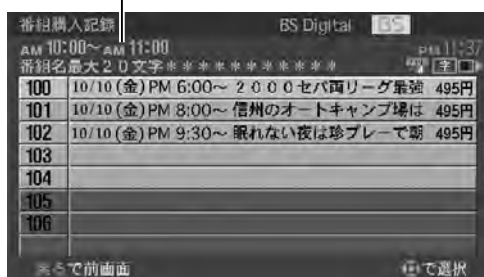 番組購入記録 BS Digital BS
AM 10:00～AM 11:00 PM 11:37
番組名最大20文字＊＊＊＊＊＊＊＊＊＊＊ 字
100 10/10(金)PM 6:00～ 2000セパ両リーグ最強 495円
101 10/10(金)PM 8:00～ 信州のオートキャンプ場は 495円
102 10/10(金)PM 9:30～ 眠れない夜は珍プレーで朝 495円
103
104
105
106
戻るで前画面 で選択